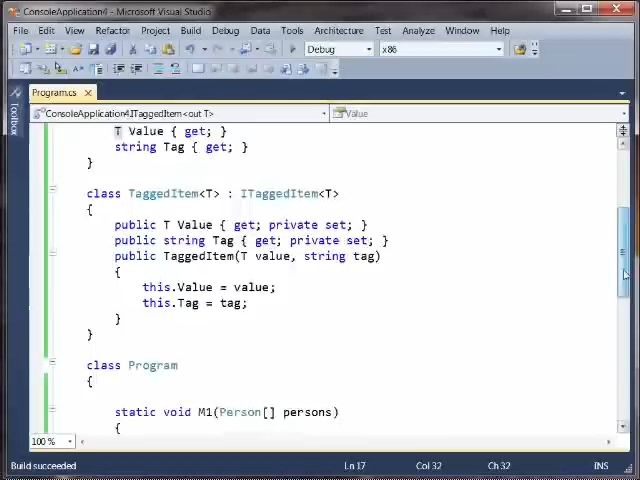 ConsoleApplication4 - Microsoft Visual Studio
File Edit View Refactor Project Build Debug Data Tools Architecture Test Analyze Window Help
Debug x86
Program.cs
Toolbox
ConsoleApplication4.ITaggedItem<out T> Value
T Value { get; }
string Tag { get; }
}
class TaggedItem<T> : ITaggedItem<T>
{
public T Value { get; private set; }
public string Tag { get; private set; }
public TaggedItem(T value, string tag)
{
this.Value = value;
this.Tag = tag;
}
}
class Program
{
static void M1(Person[] persons)
{
100 %
Build succeeded Ln 17 Col 32 Ch 32 INS